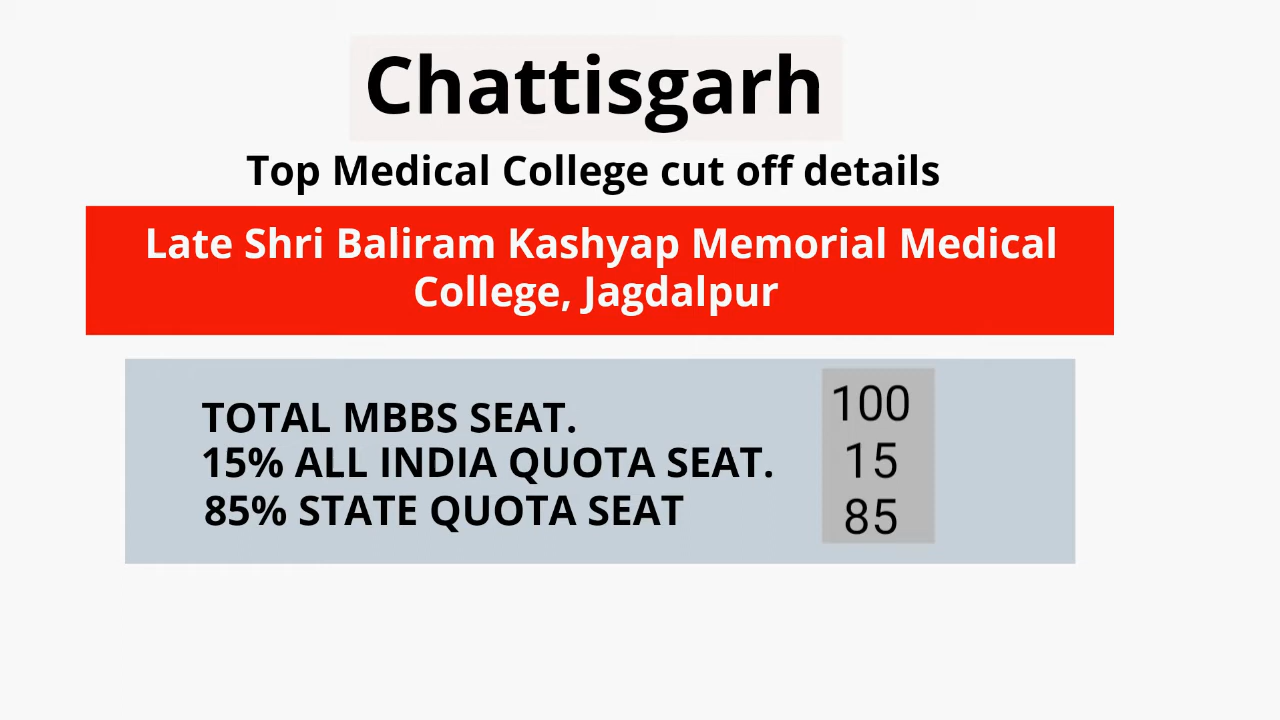 Chattisgarh
Top Medical College cut off details
Late Shri Baliram Kashyap Memorial Medical
College, Jagdalpur
TOTAL MBBS SEAT. 100
15% ALL INDIA QUOTA SEAT. 15
85% STATE QUOTA SEAT 85